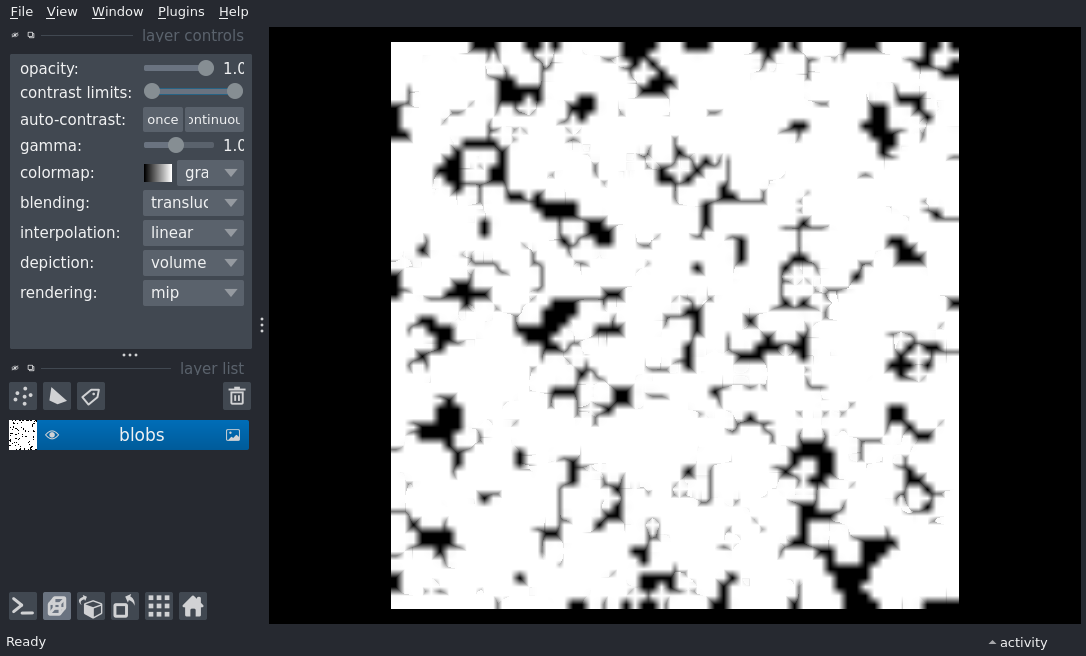 File View Window Plugins Help
layer controls
opacity: 1.0
contrast limits:
auto-contrast: once ontinuou
gamma: 1.0
colormap: gra
blending: transluc
interpolation: linear
depiction: volume
rendering: mip
layer list
blobs
Ready
activity